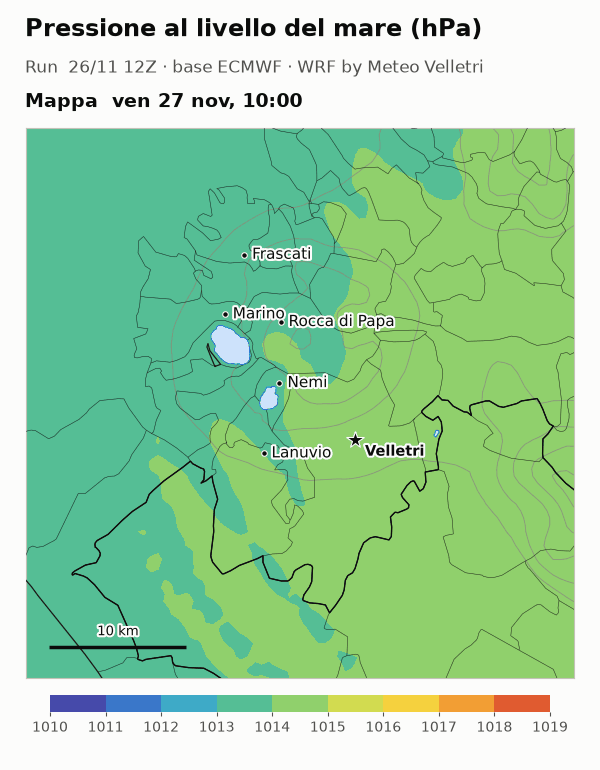 Pressione al livello del mare (hPa)
Run  26/11 12Z · base ECMWF · WRF by Meteo Velletri
Mappa  ven 27 nov, 10:00
Frascati
Marino
Rocca di Papa
Nemi
Velletri
Lanuvio
10 km
1010 1011 1012 1013 1014 1015 1016 1017 1018 1019